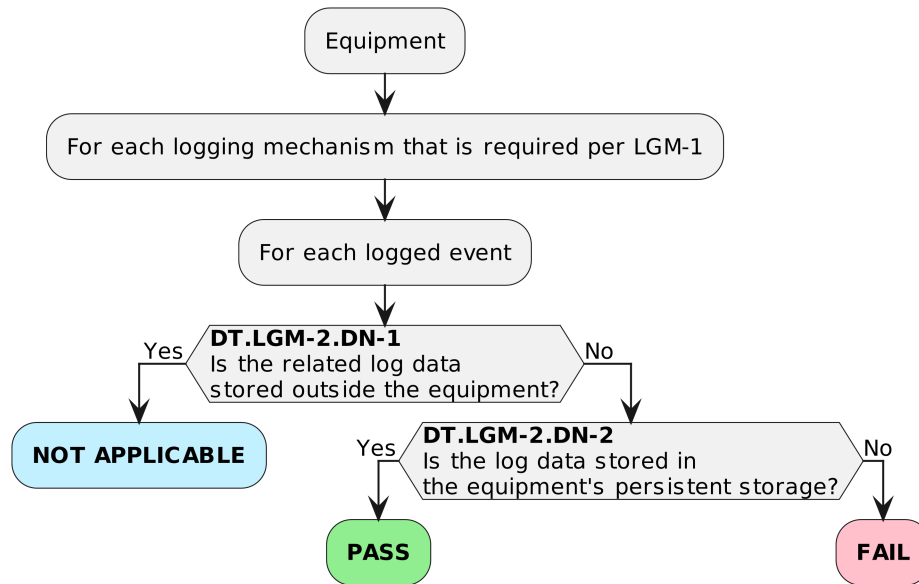 Equipment
For each logging mechanism that is required per LGM-1
For each logged event
DT.LGM-2.DN-1
Is the related log data
stored outside the equipment?
Yes
No
NOT APPLICABLE
DT.LGM-2.DN-2
Is the log data stored in
the equipment's persistent storage?
Yes
No
PASS
FAIL